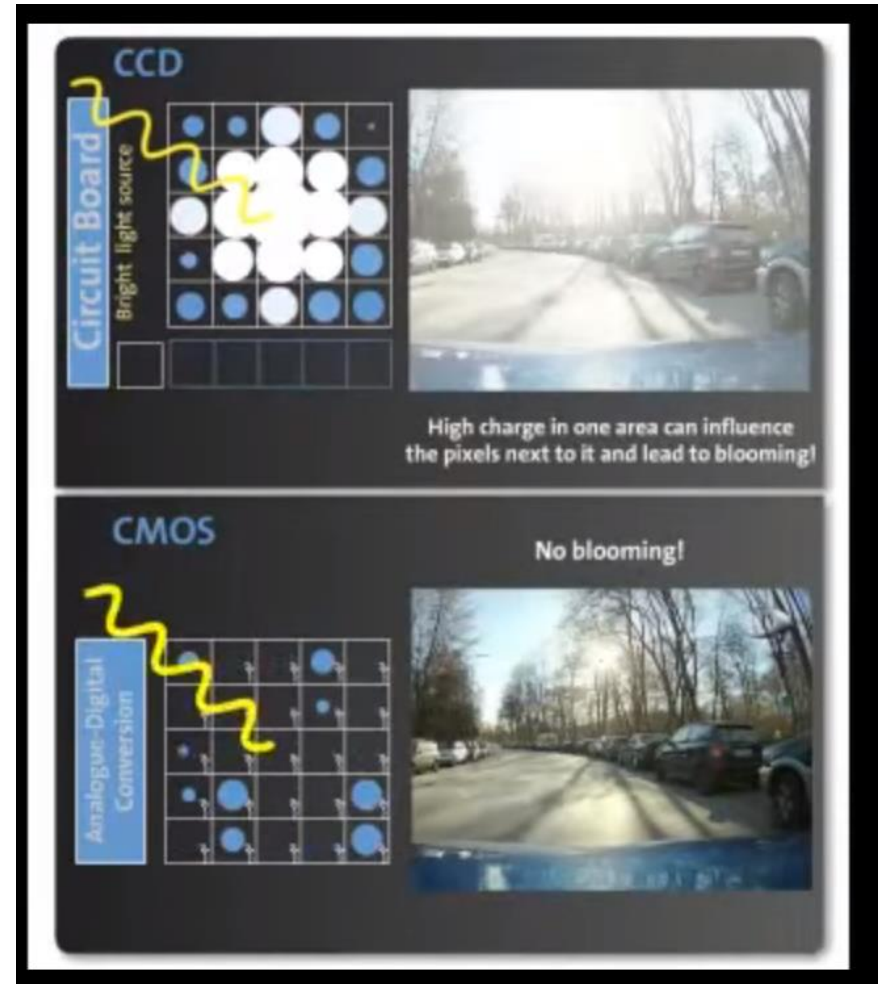 CCD
Circuit Board
Bright light source
High charge in one area can influence
the pixels next to it and lead to blooming!
CMOS
No blooming!
Analogue-Digital
Conversion